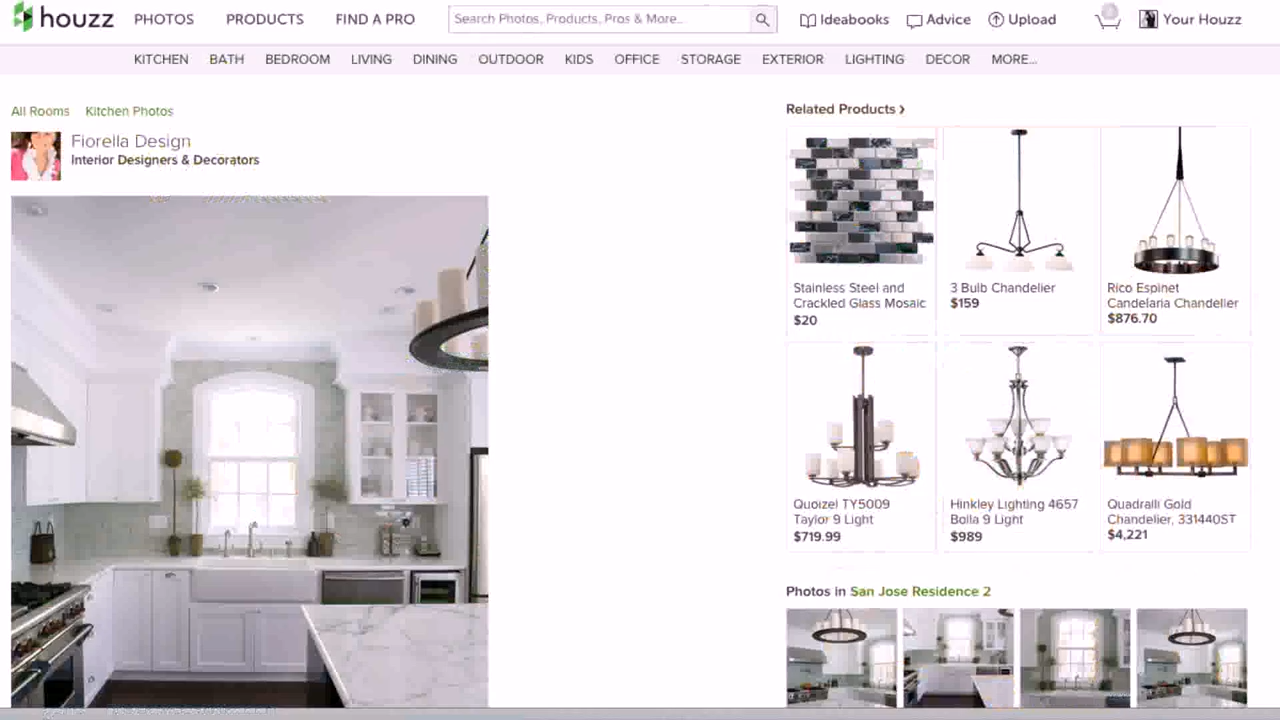 houzz PHOTOS PRODUCTS FIND A PRO Search Photos, Products, Pros & More... Ideabooks Advice Upload 0 Your Houzz
KITCHEN BATH BEDROOM LIVING DINING OUTDOOR KIDS OFFICE STORAGE EXTERIOR LIGHTING DECOR MORE...
All Rooms Kitchen Photos
Fiorella Design
Interior Designers & Decorators
Related Products ›
Stainless Steel and
Crackled Glass Mosaic
$20
3 Bulb Chandelier
$159
Rico Espinet
Candelaria Chandelier
$876.70
Quoizel TY5009
Taylor 9 Light
$719.99
Hinkley Lighting 4657
Bolla 9 Light
$989
Quadralli Gold
Chandelier, 331440ST
$4,221
Photos in San Jose Residence 2